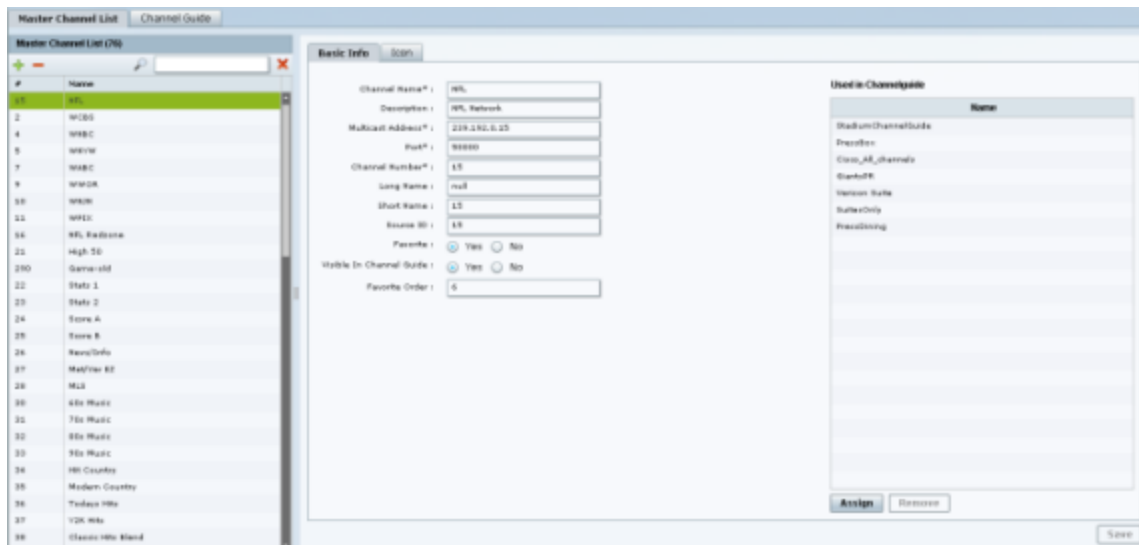 Master Channel List Channel Guide
Master Channel List (76)
# Name
15 NFL
2 WCBS
4 WNBC
5 WNYW
7 WABC
9 WWOR
10
11 WPIX
16 NFL Redzone
21 High 50
200 Game-old
22 Stats 1
23 Stats 2
24 Score A
25 Score B
26 News/Info
27
28 MLS
30 60s Music
31 70s Music
32 80s Music
33 90s Music
34 Hit Country
35 Modern Country
36 Todays Hits
37 Y2K Hits
38 Classic Hits Blend
Basic Info Icon
Channel Name* : NFL
Description : NFL Network
Multicast Address* : 239.192.0.15
Port* : 50000
Channel Number* : 15
Long Name : null
Short Name : 15
Source ID : 15
Favorite : Yes No
Visible In Channel Guide : Yes No
Favorite Order : 6
Used in Channelguide
Name
StadiumChannelGuide
PressBox
Cisco_All_channels
GiantsPR
Verizon Suite
SuitesOnly
PressDining
Assign Remove
Save